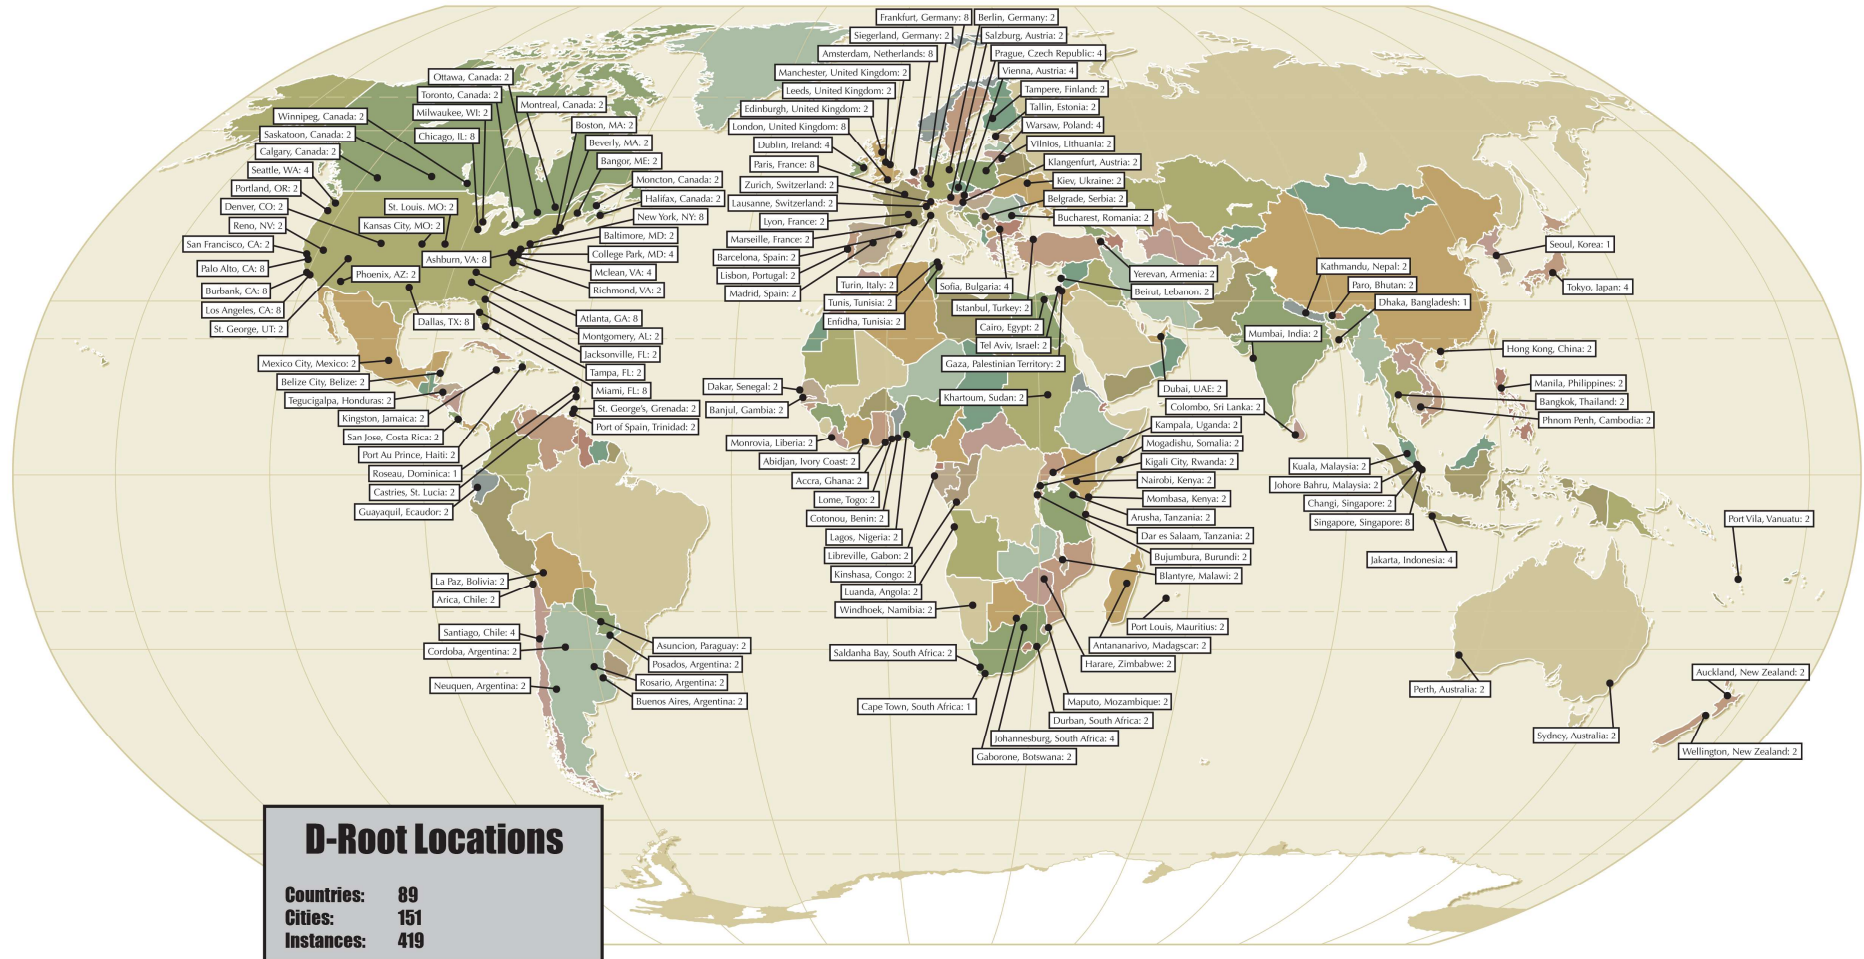 Frankfurt, Germany: 8
Berlin, Germany: 2
Siegerland, Germany: 2
Salzburg, Austria: 2
Amsterdam, Netherlands: 8
Prague, Czech Republic: 4
Manchester, United Kingdom: 2
Vienna, Austria: 4
Leeds, United Kingdom: 2
Tampere, Finland: 2
Edinburgh, United Kingdom: 2
Tallin, Estonia: 2
London, United Kingdom: 8
Warsaw, Poland: 4
Dublin, Ireland: 4
Vilnios, Lithuania: 2
Paris, France: 8
Klangenfurt, Austria: 2
Zurich, Switzerland: 2
Kiev, Ukraine: 2
Lausanne, Switzerland: 2
Belgrade, Serbia: 2
Lyon, France: 2
Bucharest, Romania: 2
Marseille, France: 2
Barcelona, Spain: 2
Lisbon, Portugal: 2
Madrid, Spain: 2
Turin, Italy: 2
Tunis, Tunisia: 2
Enfidha, Tunisia: 2
Sofia, Bulgaria: 4
Istanbul, Turkey: 2
Cairo, Egypt: 2
Tel Aviv, Israel: 2
Gaza, Palestinian Territory: 2
Yerevan, Armenia: 2
Beirut, Lebanon: 2
Ottawa, Canada: 2
Toronto, Canada: 2
Montreal, Canada: 2
Milwaukee, WI: 2
Winnipeg, Canada: 2
Boston, MA: 2
Saskatoon, Canada: 2
Chicago, IL: 8
Beverly, MA: 2
Calgary, Canada: 2
Bangor, ME: 2
Seattle, WA: 4
Moncton, Canada: 2
Portland, OR: 2
Halifax, Canada: 2
Denver, CO: 2
St. Louis, MO: 2
New York, NY: 8
Reno, NV: 2
Kansas City, MO: 2
Baltimore, MD: 2
San Francisco, CA: 2
College Park, MD: 4
Palo Alto, CA: 8
Ashburn, VA: 8
Mclean, VA: 4
Phoenix, AZ: 2
Burbank, CA: 8
Richmond, VA: 2
Los Angeles, CA: 8
St. George, UT: 2
Dallas, TX: 8
Atlanta, GA: 8
Montgomery, AL: 2
Jacksonville, FL: 2
Tampa, FL: 2
Miami, FL: 8
St. George's, Grenada: 2
Port of Spain, Trinidad: 2
Mexico City, Mexico: 2
Belize City, Belize: 2
Tegucigalpa, Honduras: 2
Kingston, Jamaica: 2
San Jose, Costa Rica: 2
Port Au Prince, Haiti: 2
Roseau, Dominica: 1
Castries, St. Lucia: 2
Guayaquil, Ecaudor: 2
La Paz, Bolivia: 2
Arica, Chile: 2
Santiago, Chile: 4
Cordoba, Argentina: 2
Neuquen, Argentina: 2
Asuncion, Paraguay: 2
Posados, Argentina: 2
Rosario, Argentina: 2
Buenos Aires, Argentina: 2
Dakar, Senegal: 2
Banjul, Gambia: 2
Khartoum, Sudan: 2
Monrovia, Liberia: 2
Abidjan, Ivory Coast: 2
Accra, Ghana: 2
Lome, Togo: 2
Cotonou, Benin: 2
Lagos, Nigeria: 2
Libreville, Gabon: 2
Kinshasa, Congo: 2
Luanda, Angola: 2
Windhoek, Namibia: 2
Saldanha Bay, South Africa: 2
Cape Town, South Africa: 1
Kampala, Uganda: 2
Mogadishu, Somalia: 2
Kigali City, Rwanda: 2
Nairobi, Kenya: 2
Mombasa, Kenya: 2
Arusha, Tanzania: 2
Dar es Salaam, Tanzania: 2
Bujumbura, Burundi: 2
Blantyre, Malawi: 2
Port Louis, Mauritius: 2
Antananarivo, Madagscar: 2
Harare, Zimbabwe: 2
Maputo, Mozambique: 2
Durban, South Africa: 2
Johannesburg, South Africa: 4
Gaborone, Botswana: 2
Dubai, UAE: 2
Colombo, Sri Lanka: 2
Mumbai, India: 2
Kathmandu, Nepal: 2
Paro, Bhutan: 2
Dhaka, Bangladesh: 1
Seoul, Korea: 1
Tokyo, Japan: 4
Hong Kong, China: 2
Manila, Philippines: 2
Bangkok, Thailand: 2
Phnom Penh, Cambodia: 2
Kuala, Malaysia: 2
Johore Bahru, Malaysia: 2
Changi, Singapore: 2
Singapore, Singapore: 8
Jakarta, Indonesia: 4
Port Vila, Vanuatu: 2
Perth, Australia: 2
Sydney, Australia: 2
Auckland, New Zealand: 2
Wellington, New Zealand: 2
D-Root Locations
Countries: 89
Cities: 151
Instances: 419